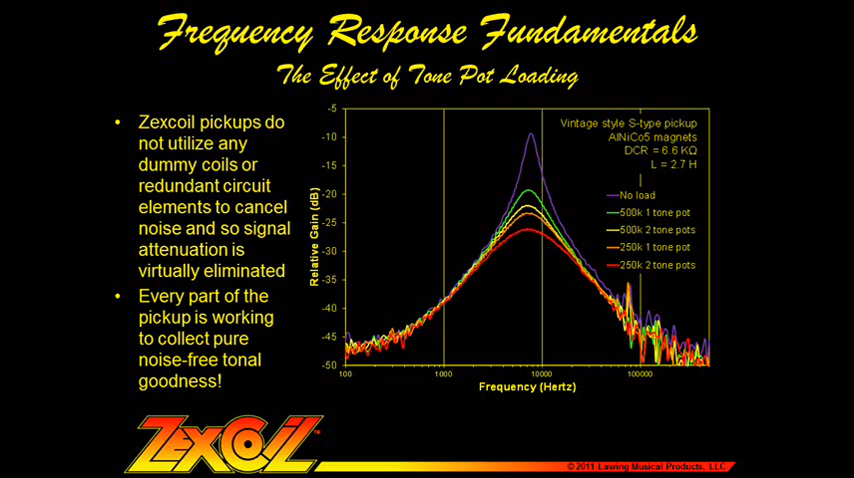 Frequency Response Fundamentals
The Effect of Tone Pot Loading
• Zexcoil pickups do
not utilize any
dummy coils or
redundant circuit
elements to cancel
noise and so signal
attenuation is
virtually eliminated
• Every part of the
pickup is working
to collect pure
noise-free tonal
goodness!
Relative Gain (dB)
-5
-10
-15
-20
-25
-30
-35
-40
-45
-50
Vintage style S-type pickup
AlNiCo5 magnets
DCR = 6.6 KΩ
L = 2.7 H
No load
500k 1 tone pot
500k 2 tone pots
250k 1 tone pot
250k 2 tone pots
100 1000 10000 100000
Frequency (Hertz)
ZEXCOIL™
© 2011 Lawing Musical Products, LLC